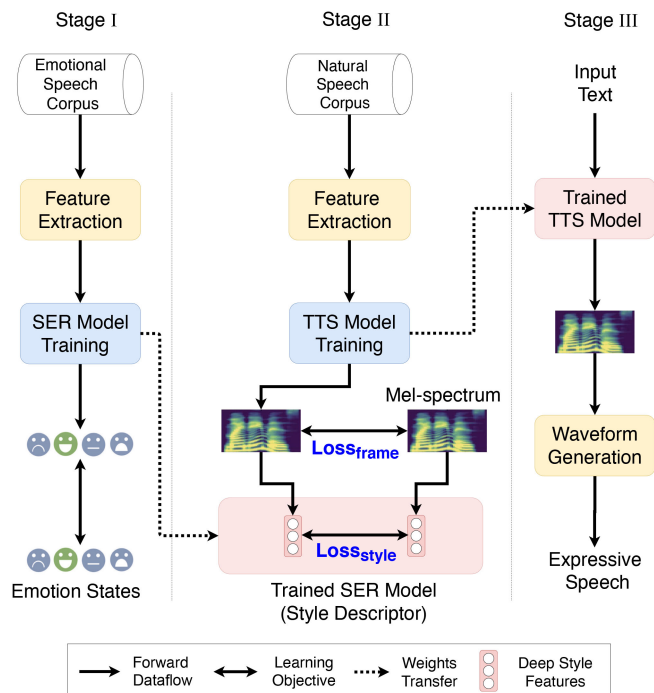 Stage I
Stage II
Stage III
Emotional
Speech
Corpus
Feature
Extraction
SER Model
Training
Emotion States
Natural
Speech
Corpus
Feature
Extraction
TTS Model
Training
Mel-spectrum
Loss_frame
Loss_style
Trained SER Model
(Style Descriptor)
Input
Text
Trained
TTS Model
Waveform
Generation
Expressive
Speech
Forward
Dataflow
Learning
Objective
Weights
Transfer
Deep Style
Features